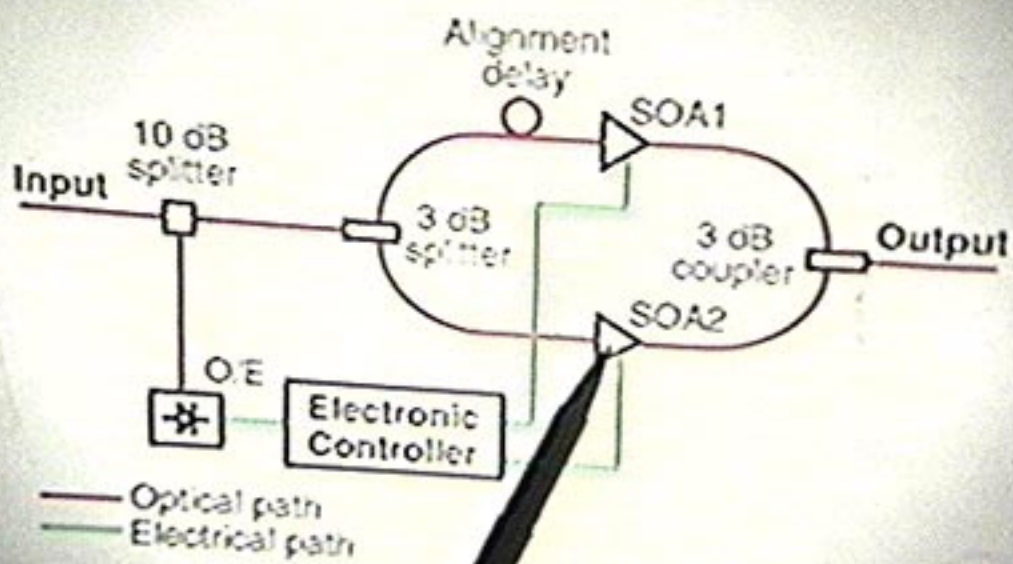 Alignment
delay
SOA1
10 dB
splitter
Input
3 dB
splitter
3 dB
coupler
Output
SOA2
O/E
Electronic
Controller
Optical path
Electrical path